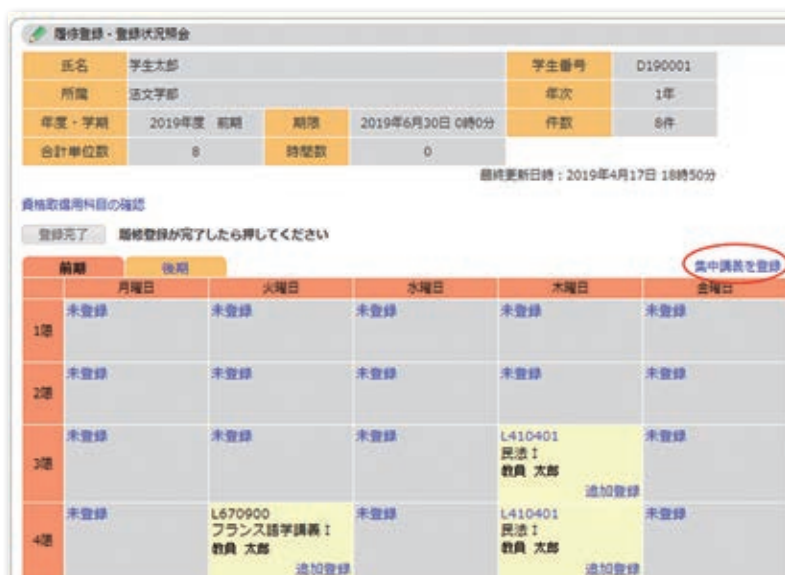 履修登録・登録状況照会
氏名 学生太郎 学生番号 D190001
所属 法文学部 年次 1年
年度・学期 2019年度 前期 期限 2019年6月30日 0時0分 件数 8件
合計単位数 8 時間数 0
最終更新日時：2019年4月17日 18時50分
資格取得用科目の確認
登録完了 履修登録が完了したら押してください
前期 後期 集中講義を登録
月曜日 火曜日 水曜日 木曜日 金曜日
1限 未登録 未登録 未登録 未登録 未登録
2限 未登録 未登録 未登録 未登録 未登録
未登録 未登録 未登録 L410401 未登録
民法Ⅰ
3限 教員 太郎
追加登録
未登録 L670900 未登録 L410401 未登録
フランス語学講義Ⅰ 民法Ⅰ
4限 教員 太郎 教員 太郎
追加登録 追加登録